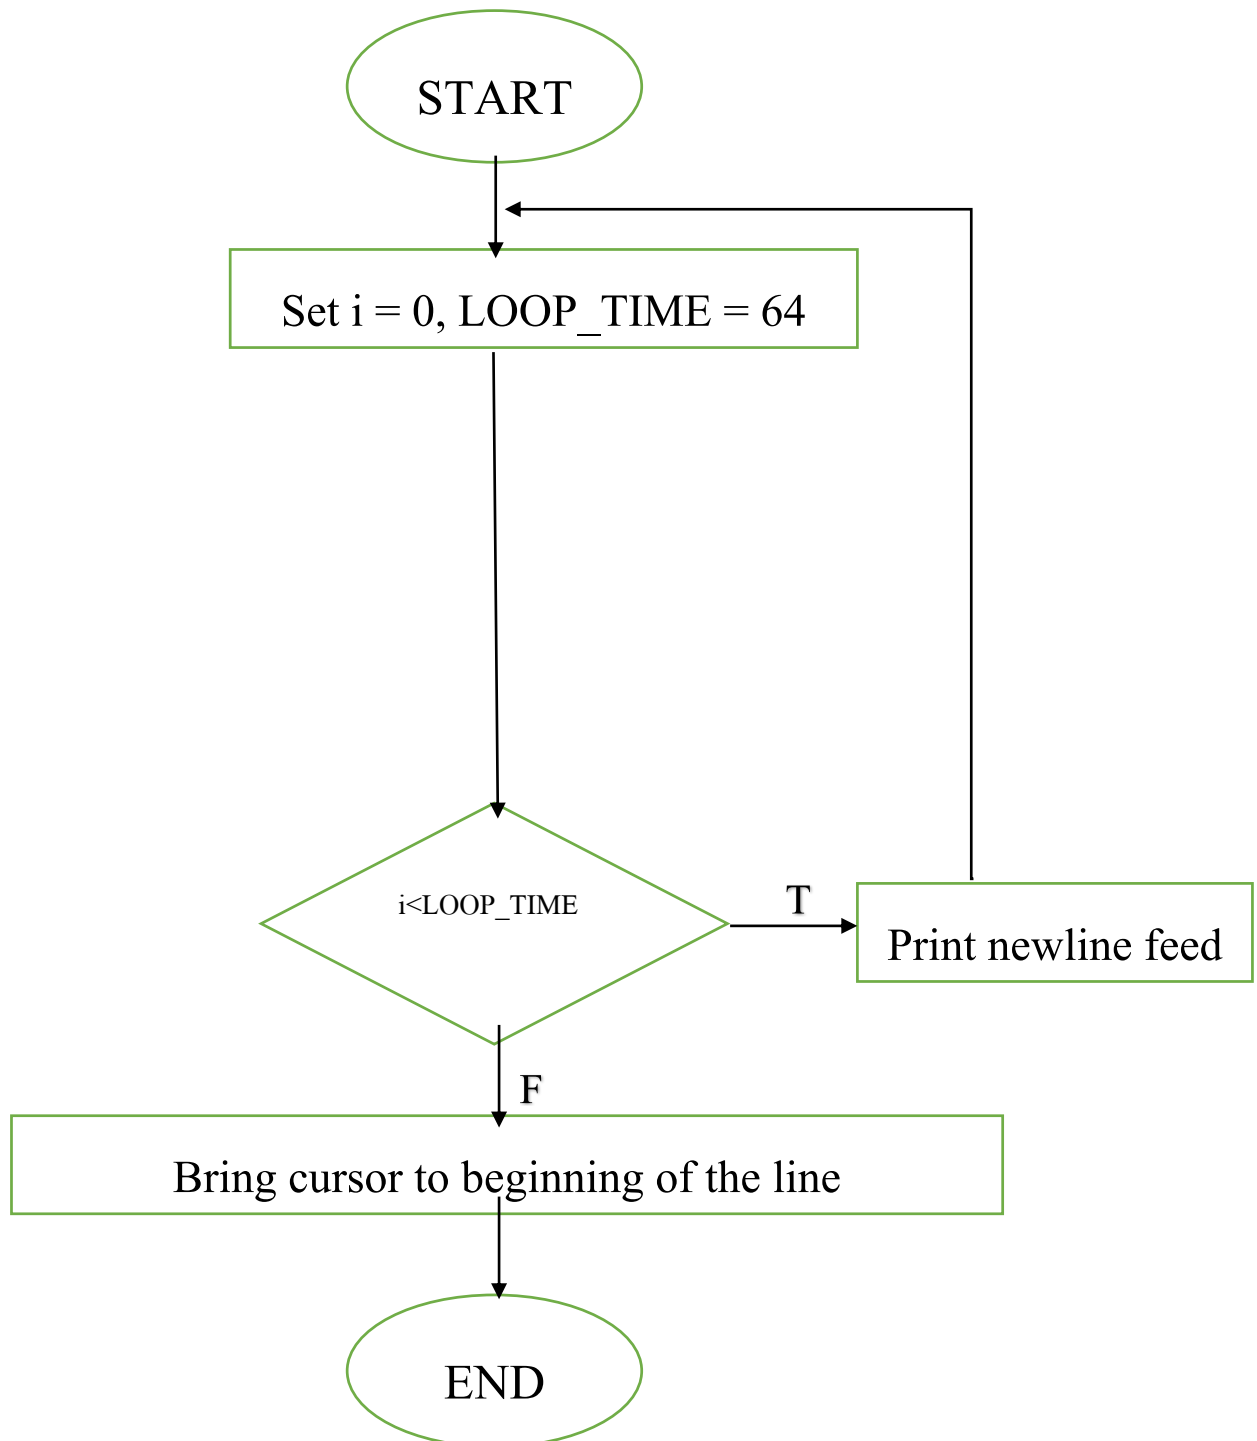 START
Set i = 0, LOOP_TIME = 64
i<LOOP_TIME
T
Print newline feed
F
Bring cursor to beginning of the line
END